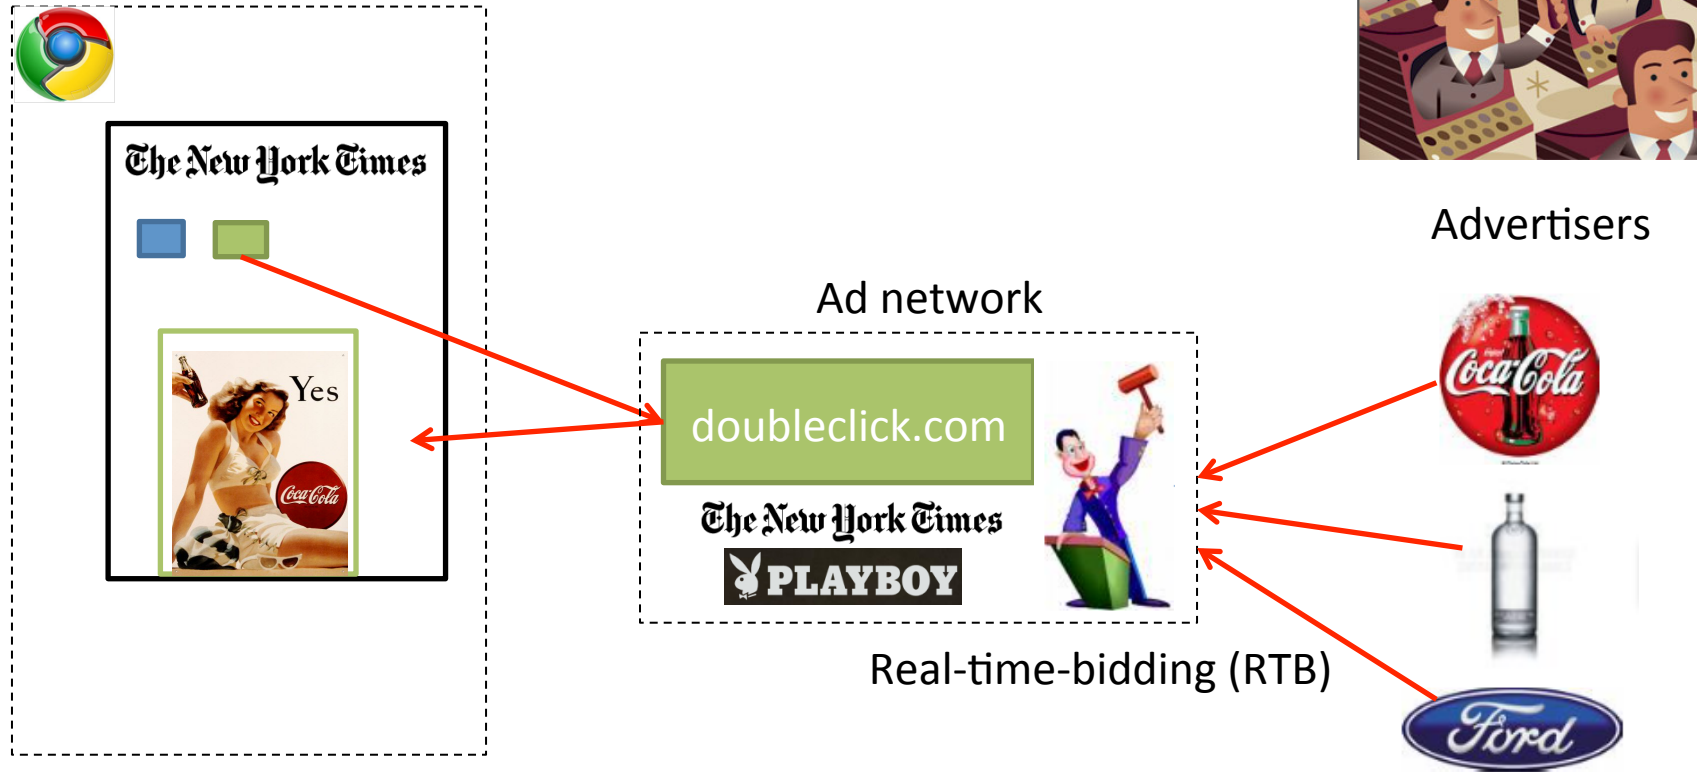 The New York Times
Yes
Coca-Cola
Ad network
doubleclick.com
The New York Times
PLAYBOY
Real-time-bidding (RTB)
Advertisers
Coca-Cola
Ford